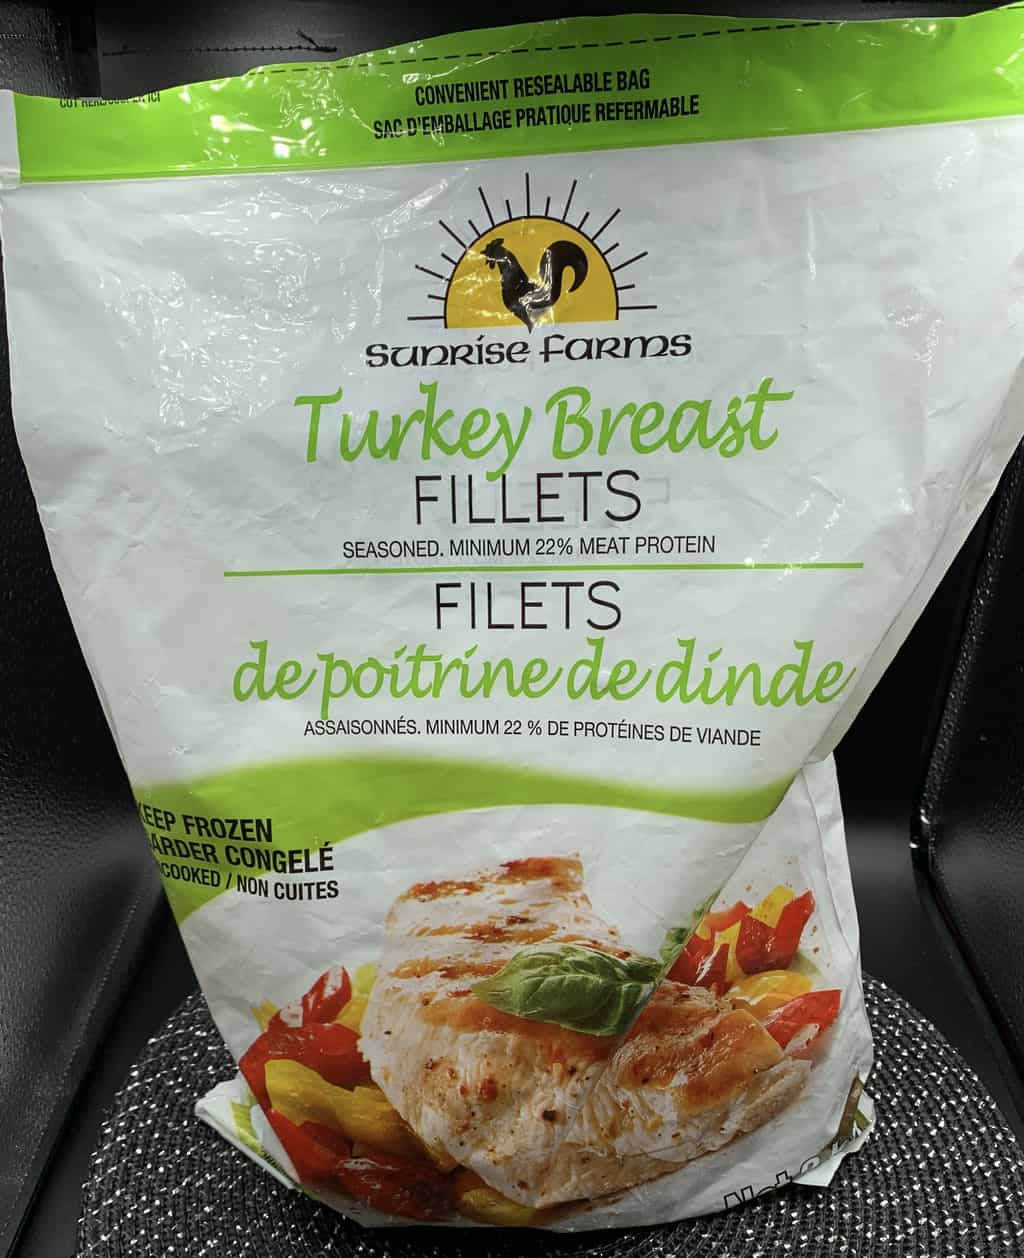 CONVENIENT RESEALABLE BAG
SAC D'EMBALLAGE PRATIQUE REFERMABLE
Sunrise Farms
Turkey Breast
FILLETS
SEASONED. MINIMUM 22% MEAT PROTEIN
FILETS
de poitrine de dinde
ASSAISONNÉS. MINIMUM 22 % DE PROTÉINES DE VIANDE
KEEP FROZEN
GARDER CONGELÉ
COOKED / NON CUITES